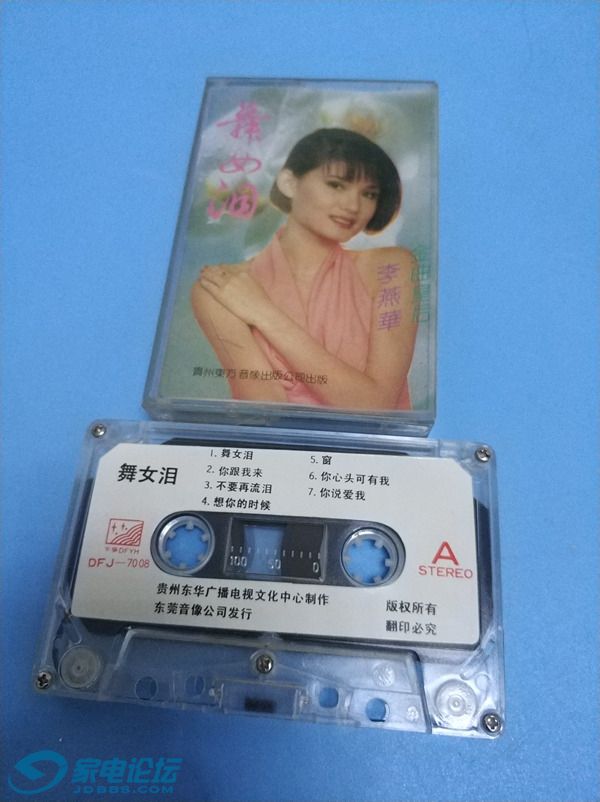 舞女泪
金曲皇后
李燕華
貴州東方音像出版公司出版
舞女泪
1. 舞女泪
2. 你跟我来
3. 不要再流泪
4. 想你的时候
5. 窗
6. 你心头可有我
7. 你说爱我
DFYH
DFJ—7008
100 50 0
A
STEREO
贵州东华广播电视文化中心制作
东莞音像公司发行
版权所有
翻印必究
家电论坛
JDBBS.COM